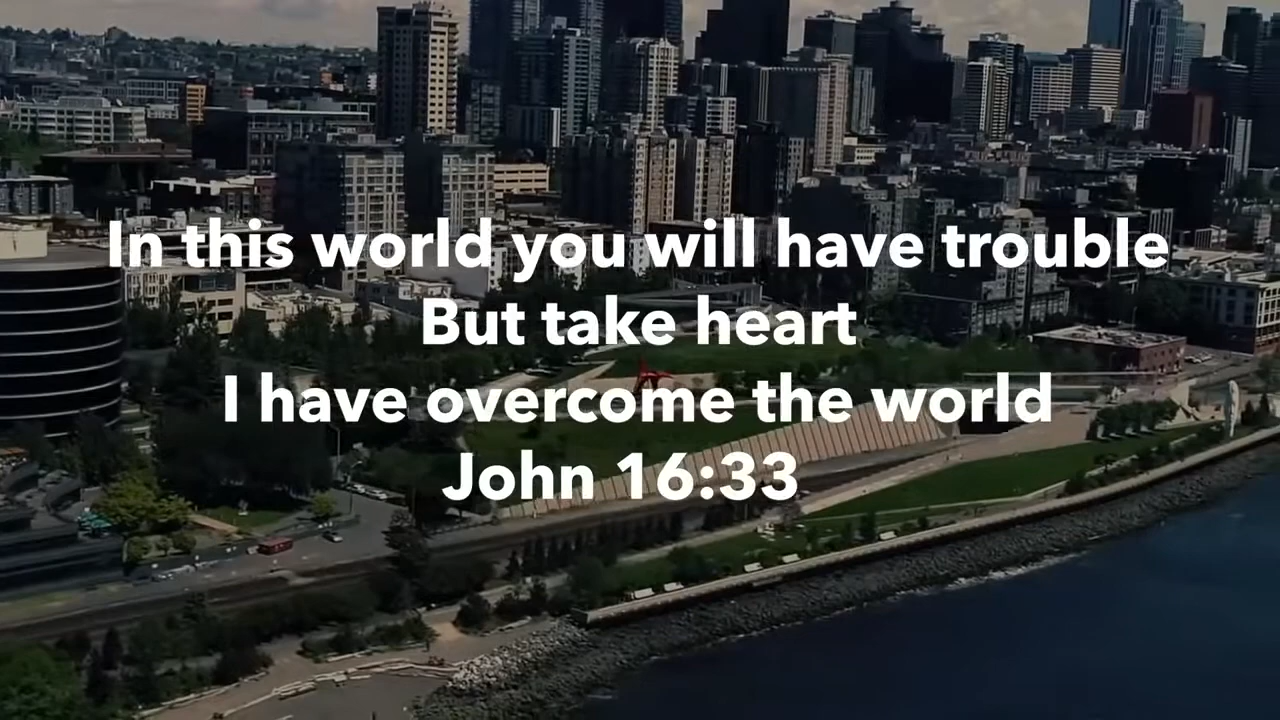 In this world you will have trouble
But take heart
I have overcome the world
John 16:33